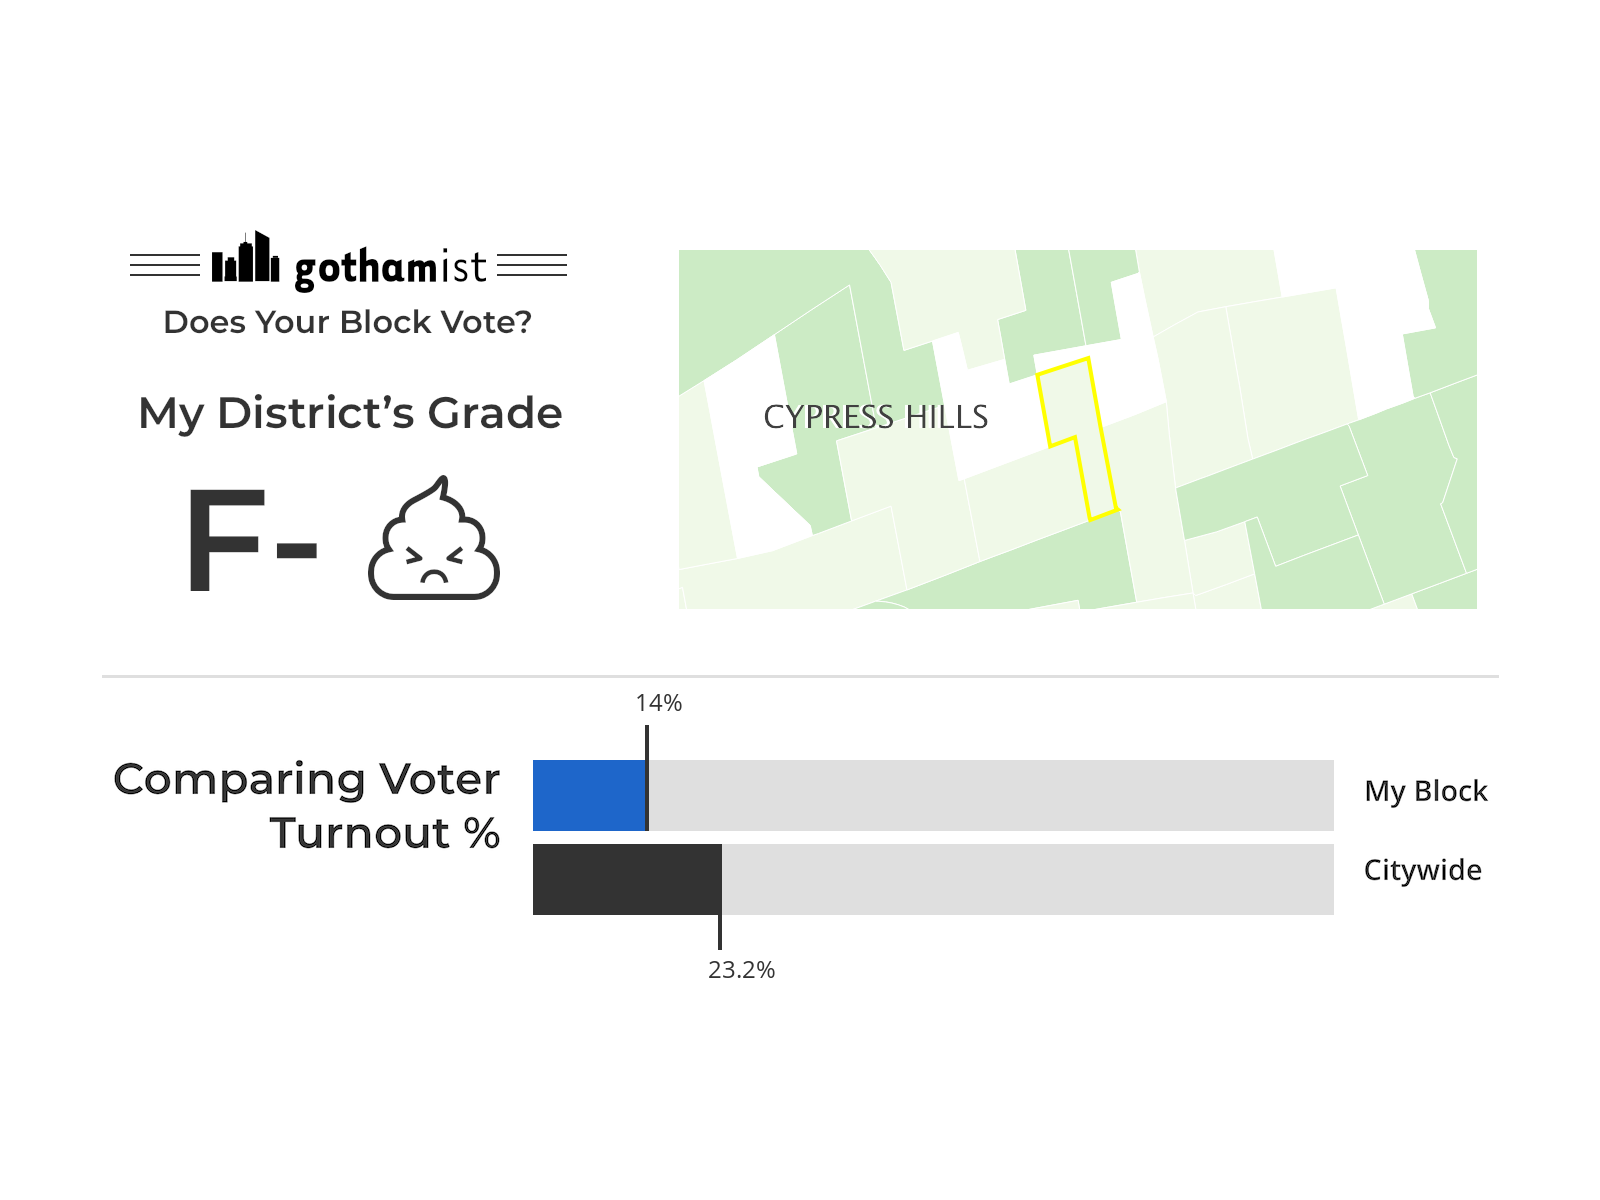 gothamist
Does Your Block Vote?
My District’s Grade
F-
CYPRESS HILLS
14%
Comparing Voter
Turnout %
My Block
Citywide
23.2%